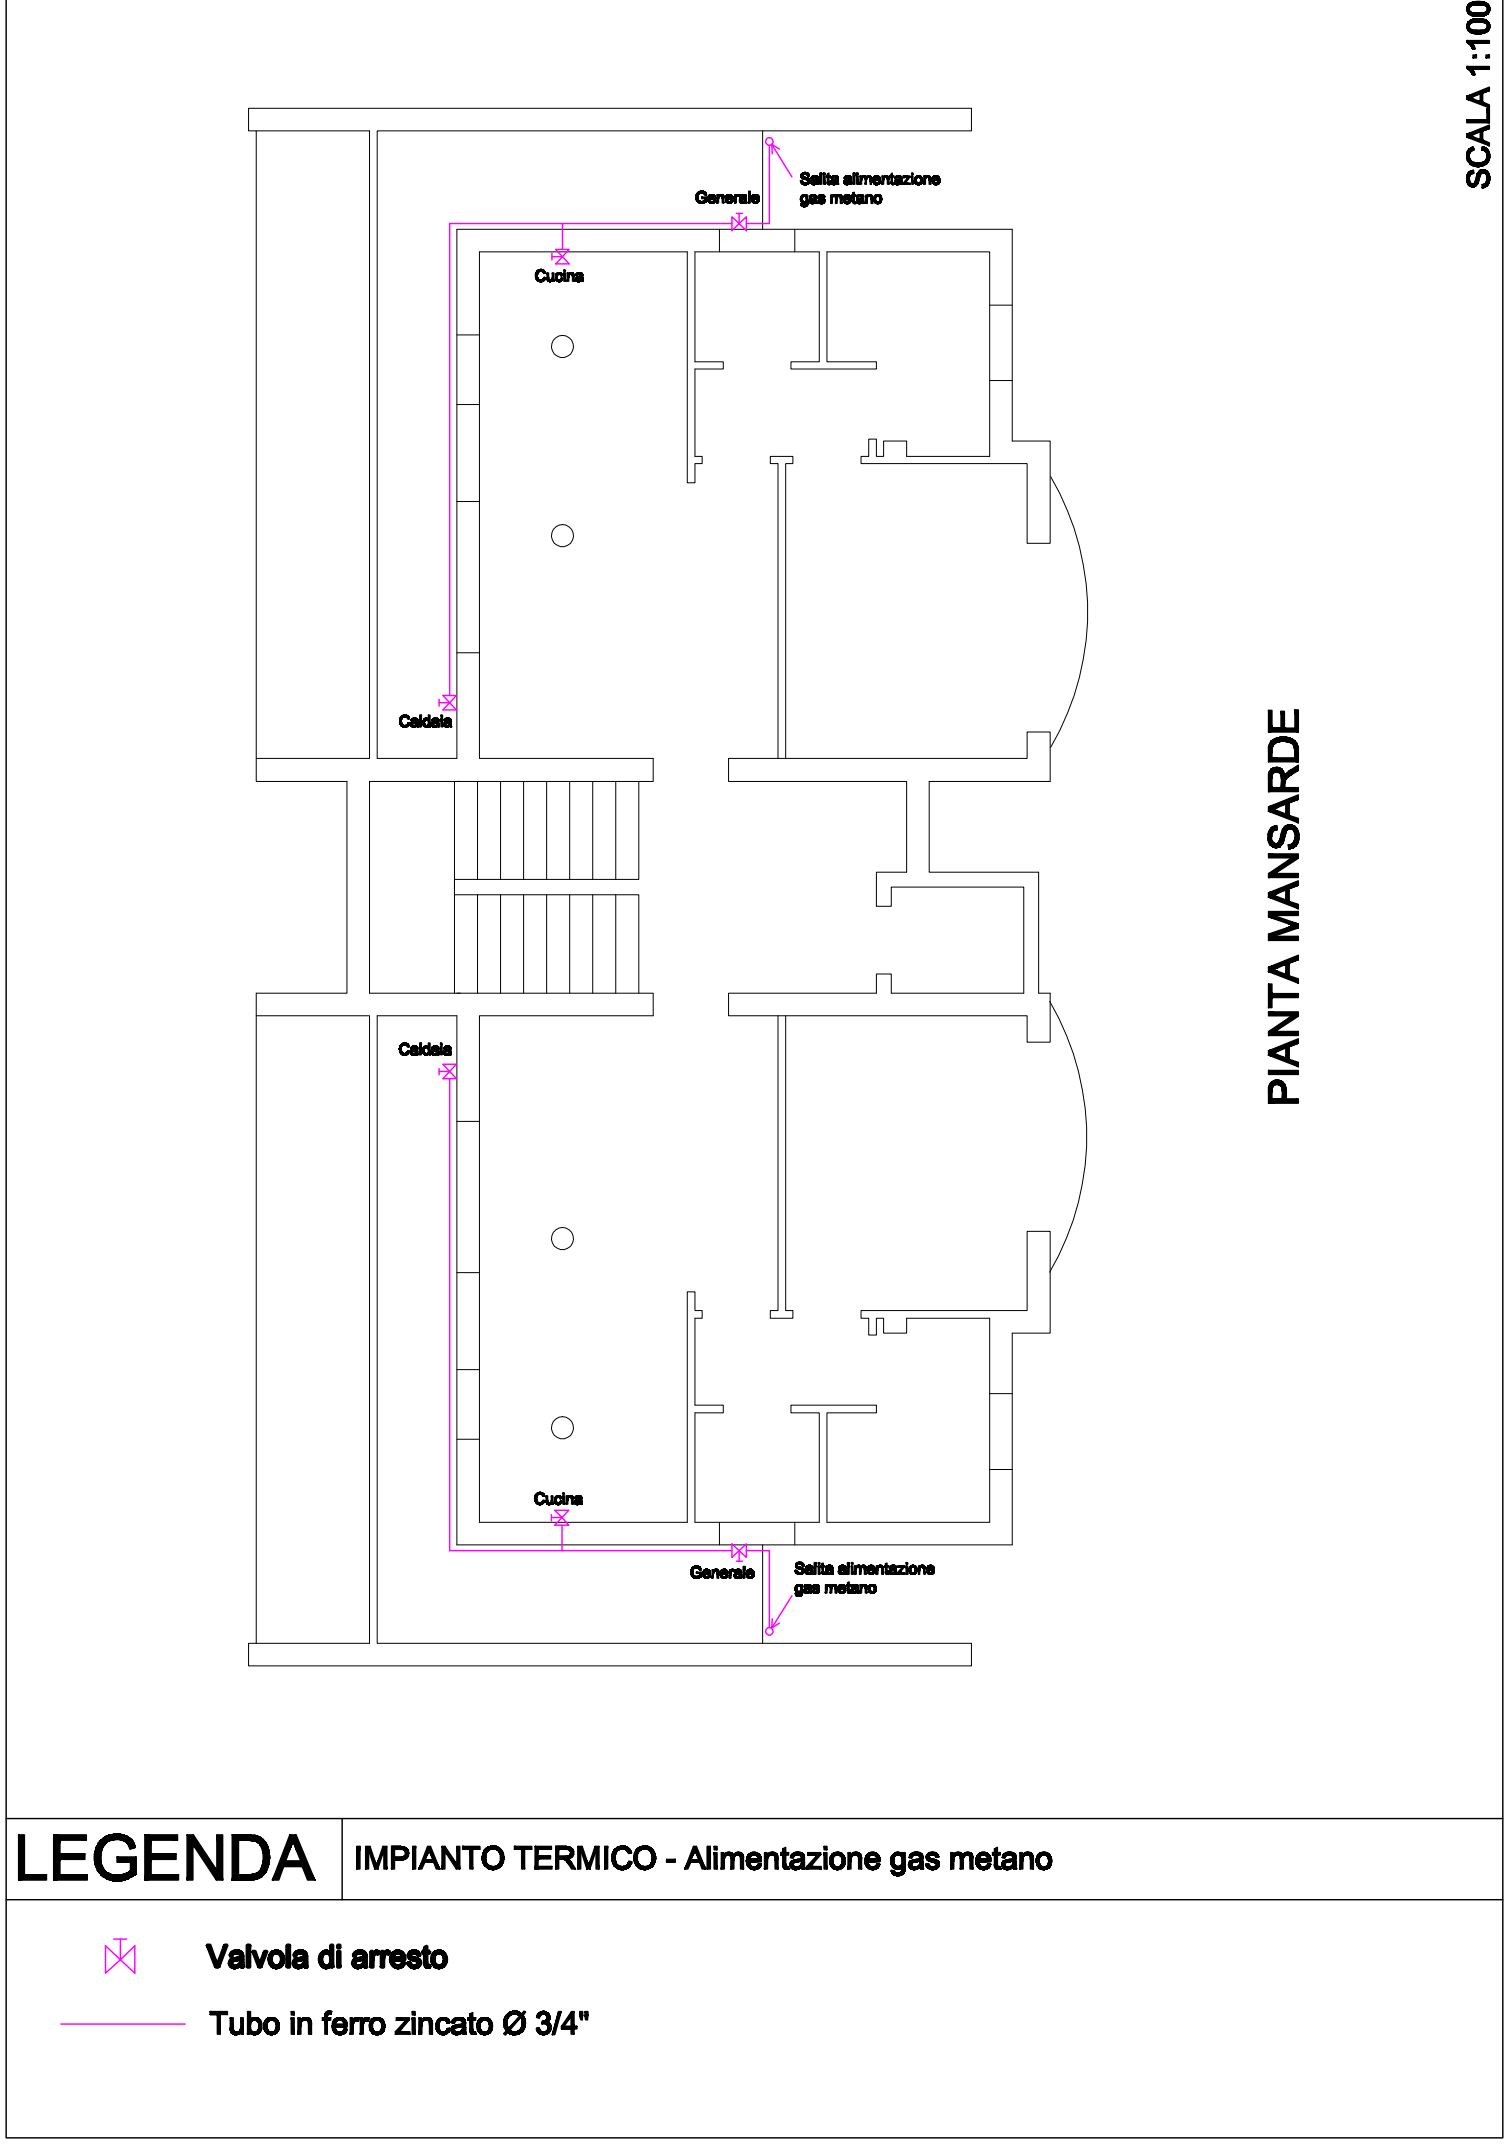 SCALA 1:100
Salita alimentazione
gas metano
Generale
Cucina
Caldaia
PIANTA MANSARDE
Caldaia
Cucina
Generale
Salita alimentazione
gas metano
LEGENDA
IMPIANTO TERMICO - Alimentazione gas metano
Valvola di arresto
Tubo in ferro zincato Ø 3/4"